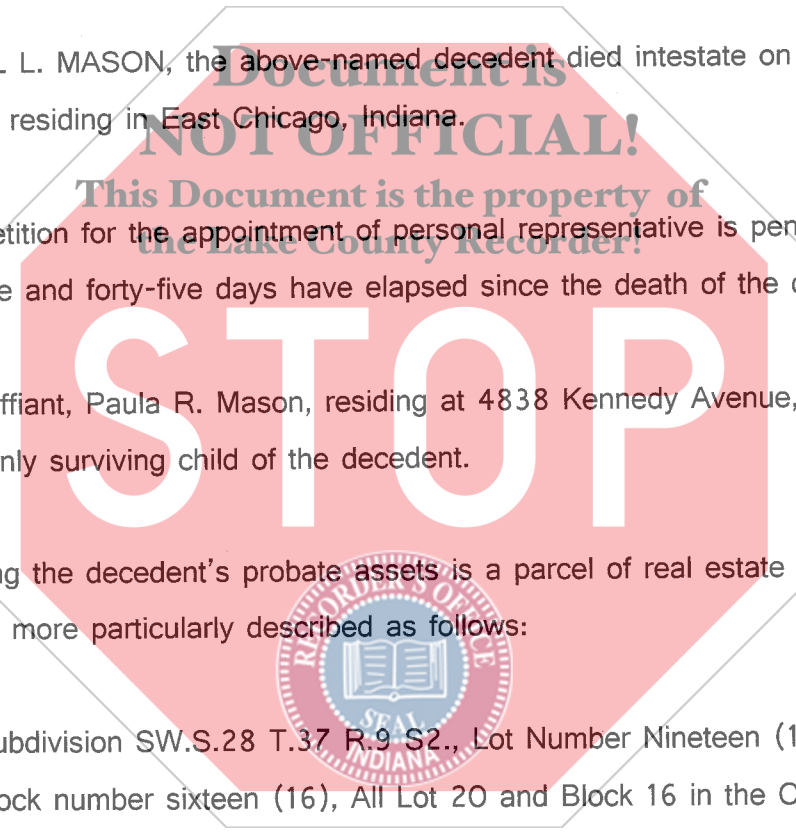 L. MASON, the above-named decedent died intestate on
Document is
residing in East Chicago, Indiana.
NOT OFFICIAL!
This Document is the property of
etition for the appointment of personal representative is pen
the Lake County Recorder!
e and forty-five days have elapsed since the death of the
STOP
ffiant, Paula R. Mason, residing at 4838 Kennedy Avenue,
nly surviving child of the decedent.
ng the decedent's probate assets is a parcel of real estate
more particularly described as follows:
RECORDER'S OFFICE
SEAL
INDIANA
ubdivision SW.S.28 T.37 R.9 S2., Lot Number Nineteen (1
ock number sixteen (16), All Lot 20 and Block 16 in the